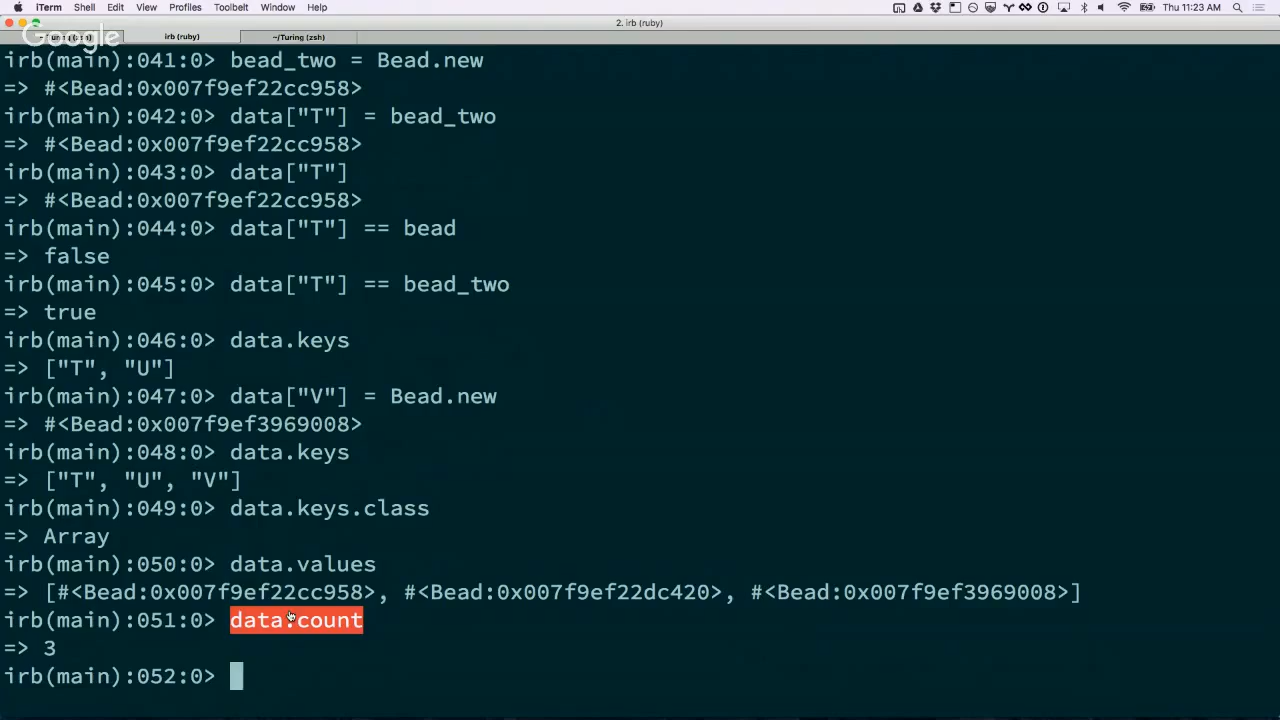 iTerm Shell Edit View Profiles Toolbelt Window Help Thu 11:23 AM
2. irb (ruby)
Google
irb (ruby) ~/Turing (zsh)
irb(main):041:0> bead_two = Bead.new
=> #<Bead:0x007f9ef22cc958>
irb(main):042:0> data["T"] = bead_two
=> #<Bead:0x007f9ef22cc958>
irb(main):043:0> data["T"]
=> #<Bead:0x007f9ef22cc958>
irb(main):044:0> data["T"] == bead
=> false
irb(main):045:0> data["T"] == bead_two
=> true
irb(main):046:0> data.keys
=> ["T", "U"]
irb(main):047:0> data["V"] = Bead.new
=> #<Bead:0x007f9ef3969008>
irb(main):048:0> data.keys
=> ["T", "U", "V"]
irb(main):049:0> data.keys.class
=> Array
irb(main):050:0> data.values
=> [#<Bead:0x007f9ef22cc958>, #<Bead:0x007f9ef22dc420>, #<Bead:0x007f9ef3969008>]
irb(main):051:0> data.count
=> 3
irb(main):052:0>